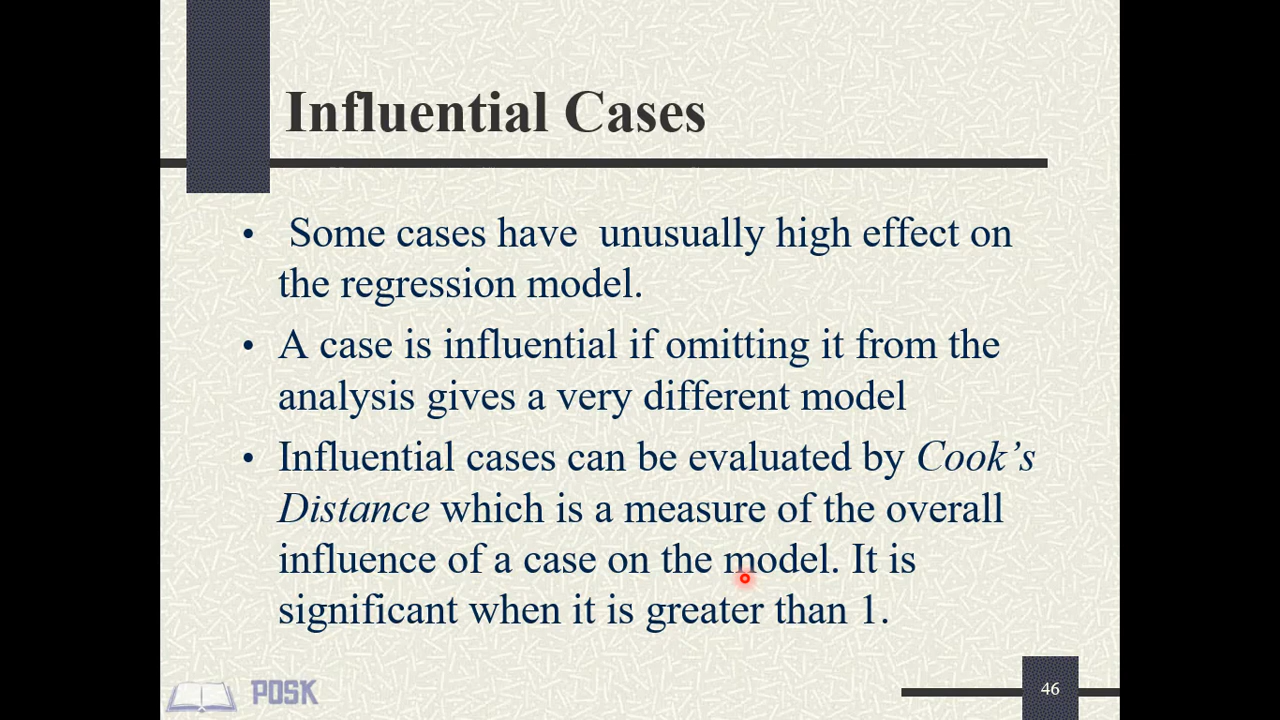 Influential Cases
• Some cases have unusually high effect on
the regression model.
• A case is influential if omitting it from the
analysis gives a very different model
• Influential cases can be evaluated by Cook’s
Distance which is a measure of the overall
influence of a case on the model. It is
significant when it is greater than 1.
POSK
46